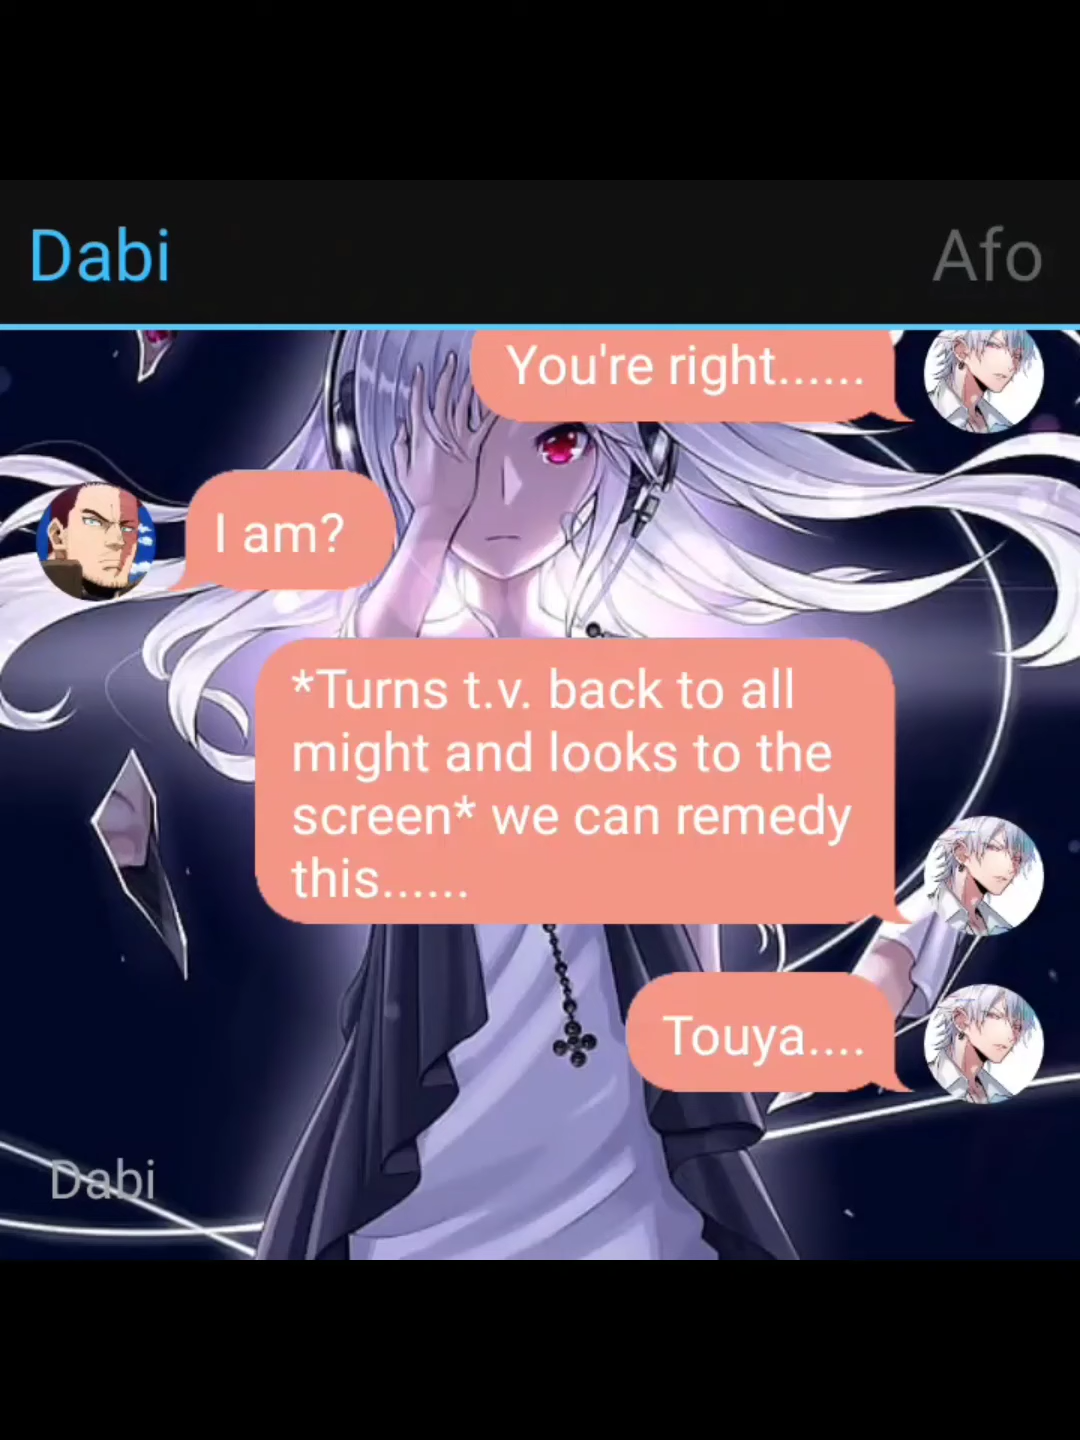 Dabi
Afo
You're right......
I am?
*Turns t.v. back to all
might and looks to the
screen* we can remedy
this......
Touya....
Dabi